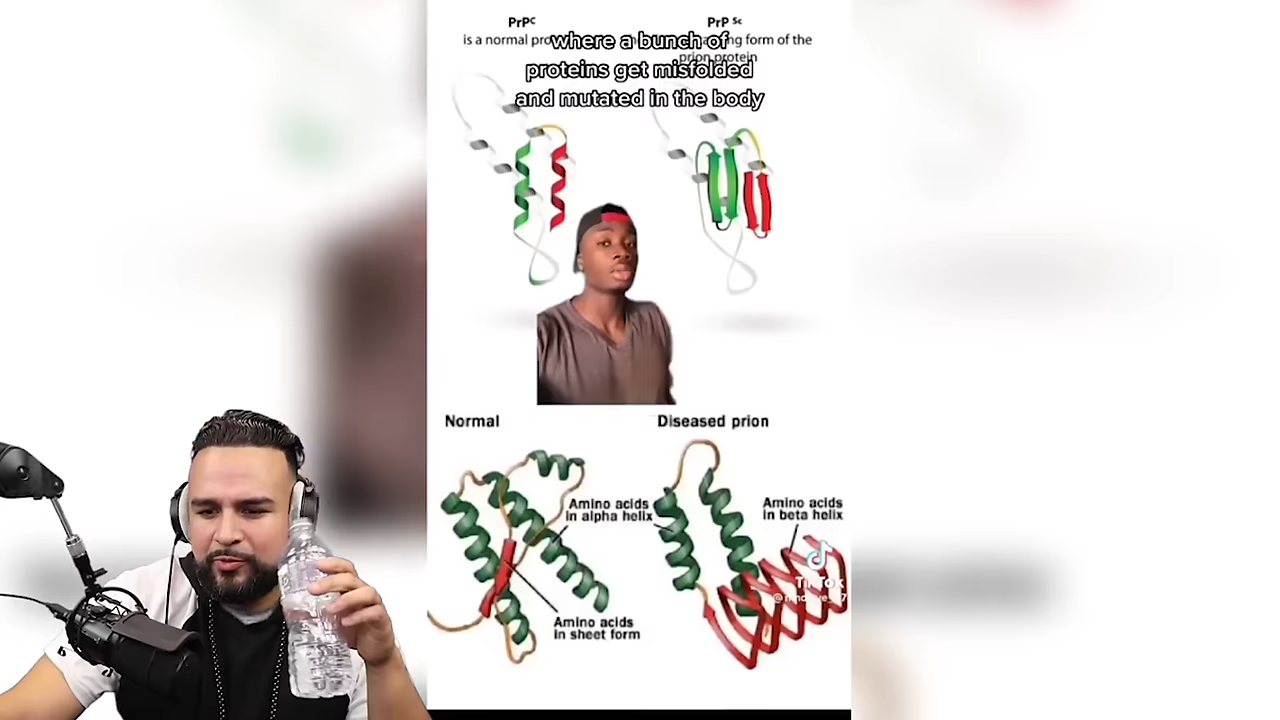 PrPC
PrP Sc
is a normal pro
ng form of the
prion protein
where a bunch of
proteins get misfolded
and mutated in the body
Normal
Diseased prion
Amino acids
in alpha helix
Amino acids
in beta helix
Amino acids
in sheet form
TikTok